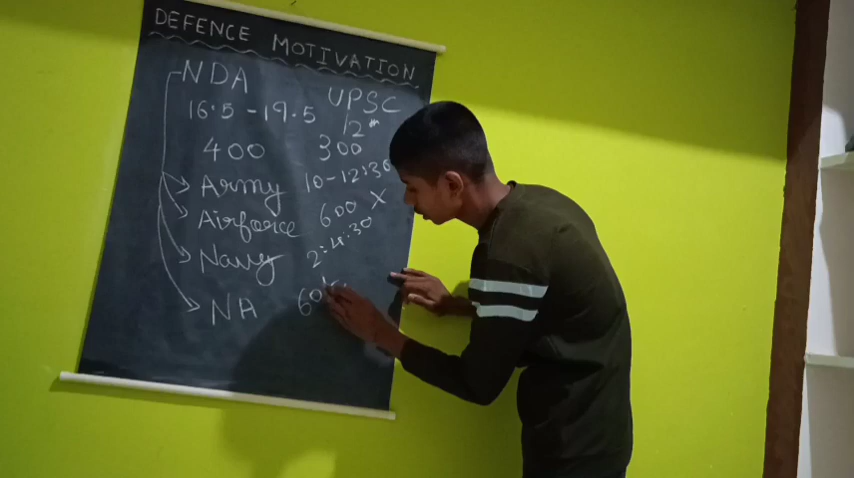 DEFENCE MOTIVATION
NDA UPSC
16.5 - 19.5 12th
400 300
Army 10-12:30
Airforce 600 X
Navy 2:4:30
NA